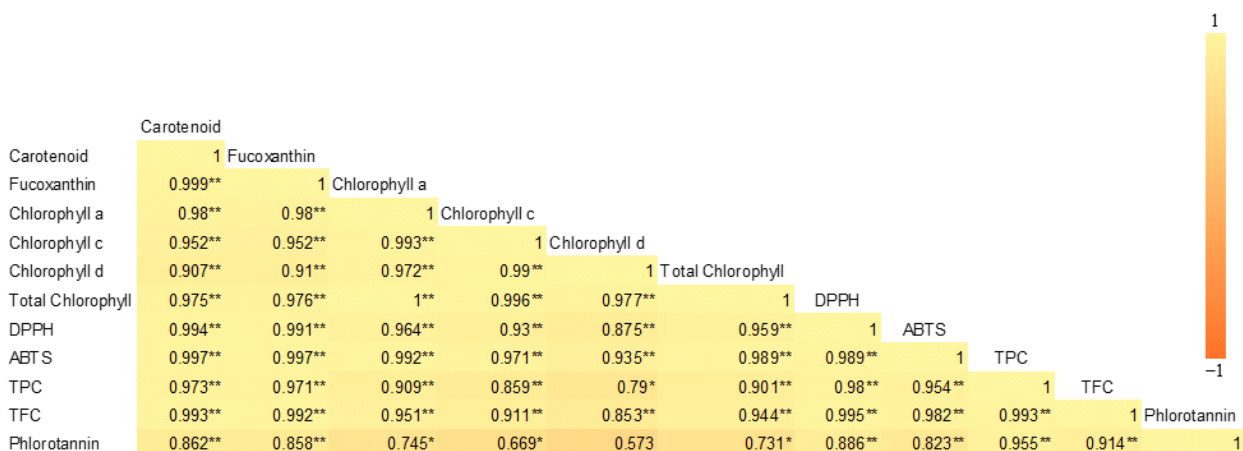 1
Carotenoid
Carotenoid 1 Fucoxanthin
Fucoxanthin 0.999** 1 Chlorophyll a
Chlorophyll a 0.98** 0.98** 1 Chlorophyll c
Chlorophyll c 0.952** 0.952** 0.993** 1 Chlorophyll d
Chlorophyll d 0.907** 0.91** 0.972** 0.99** 1 Total Chlorophyll
Total Chlorophyll 0.975** 0.976** 1** 0.996** 0.977** 1 DPPH
DPPH 0.994** 0.991** 0.964** 0.93** 0.875** 0.959** 1 ABTS
ABTS 0.997** 0.997** 0.992** 0.971** 0.935** 0.989** 0.989** 1 TPC
−1
TPC 0.973** 0.971** 0.909** 0.859** 0.79* 0.901** 0.98** 0.954** 1 TFC
TFC 0.993** 0.992** 0.951** 0.911** 0.853** 0.944** 0.995** 0.982** 0.993** 1 Phlorotannin
Phlorotannin 0.862** 0.858** 0.745* 0.669* 0.573 0.731* 0.886** 0.823** 0.955** 0.914** 1